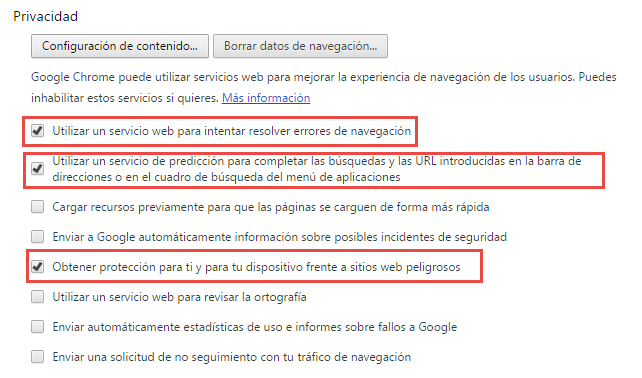 Privacidad
Configuración de contenido... Borrar datos de navegación...
Google Chrome puede utilizar servicios web para mejorar la experiencia de navegación de los usuarios. Puedes
inhabilitar estos servicios si quieres. Más información
Utilizar un servicio web para intentar resolver errores de navegación
Utilizar un servicio de predicción para completar las búsquedas y las URL introducidas en la barra de
direcciones o en el cuadro de búsqueda del menú de aplicaciones
Cargar recursos previamente para que las páginas se carguen de forma más rápida
Enviar a Google automáticamente información sobre posibles incidentes de seguridad
Obtener protección para ti y para tu dispositivo frente a sitios web peligrosos
Utilizar un servicio web para revisar la ortografía
Enviar automáticamente estadísticas de uso e informes sobre fallos a Google
Enviar una solicitud de no seguimiento con tu tráfico de navegación